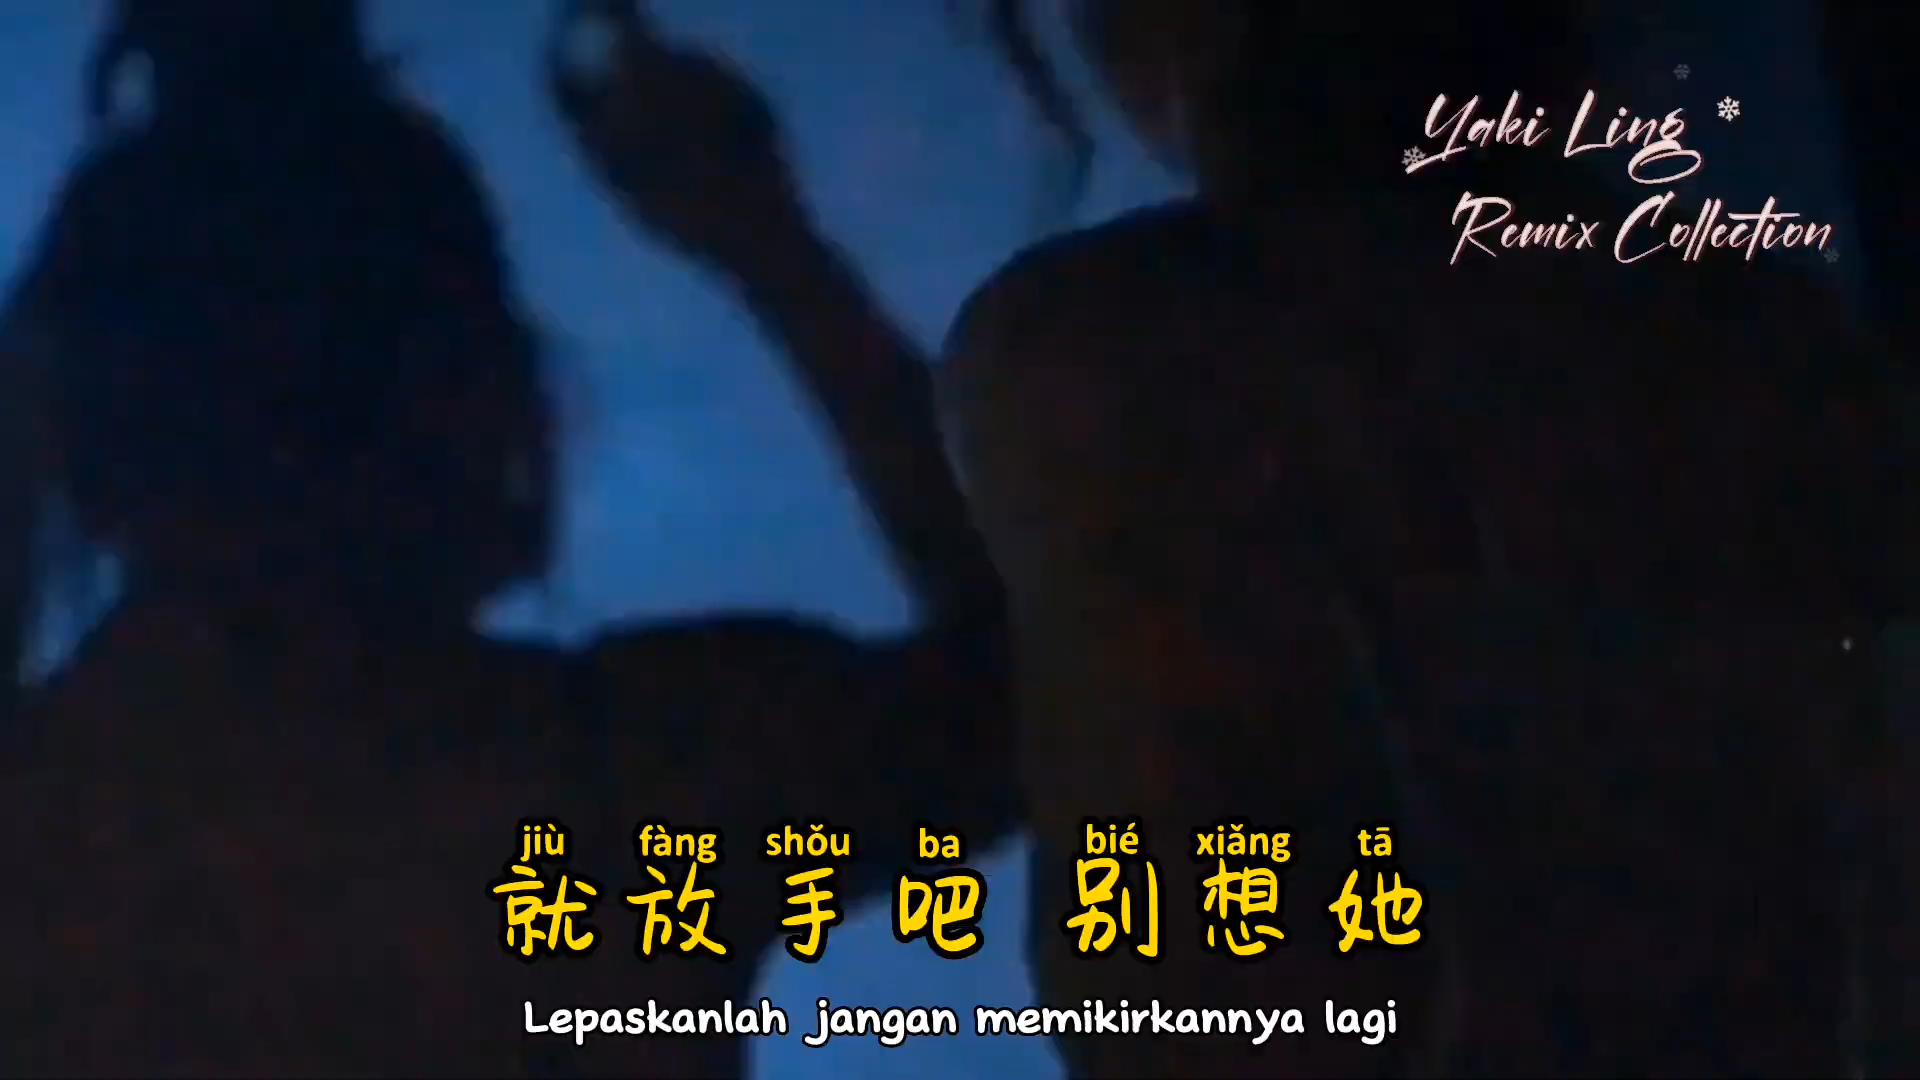 Yaki Ling
Remix Collection
jiù fàng shǒu ba bié xiǎng tā
就放手吧 别想她
Lepaskanlah jangan memikirkannya lagi